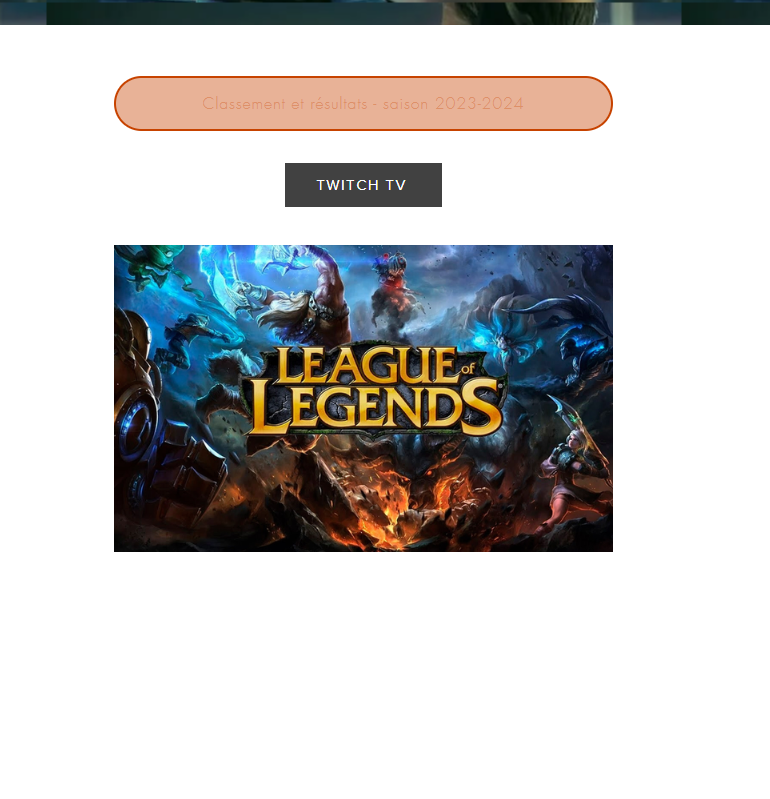 Classement et résultats - saison 2023-2024
TWITCH TV
LEAGUE of
LEGENDS